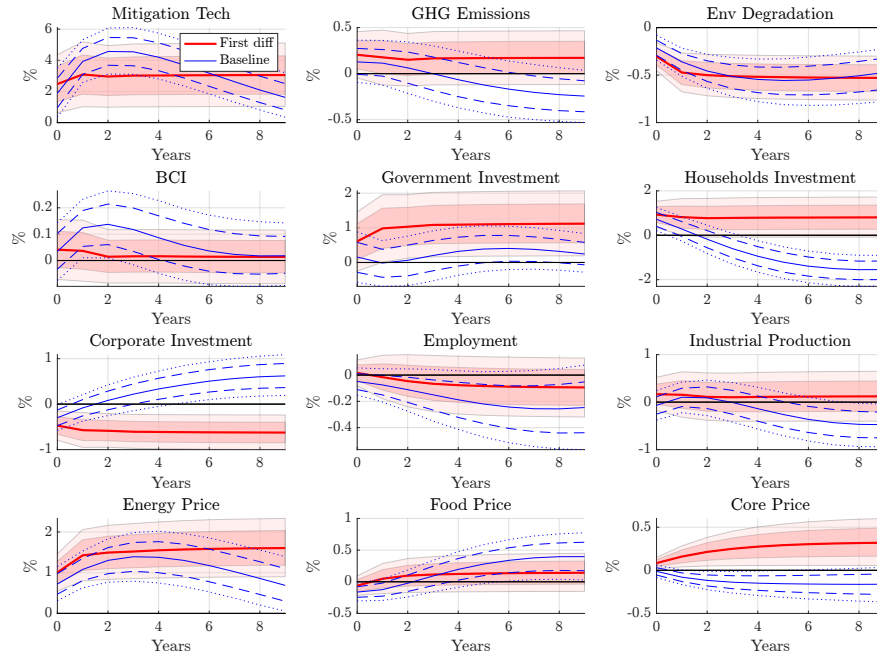 Mitigation Tech
GHG Emissions
Env Degradation
First diff
Baseline
6
4
2
0
%
0 2 4 6 8
Years
0.5
0
-0.5
%
0 2 4 6 8
Years
0
-0.5
-1
%
0 2 4 6 8
Years
BCI
Government Investment
Households Investment
0.2
0.1
0
%
0 2 4 6 8
Years
2
1
0
%
0 2 4 6 8
Years
2
0
-2
%
0 2 4 6 8
Years
Corporate Investment
Employment
Industrial Production
1
0
-1
%
0 2 4 6 8
Years
0
-0.2
-0.4
%
0 2 4 6 8
Years
1
0
-1
%
0 2 4 6 8
Years
Energy Price
Food Price
Core Price
2
1
0
%
0 2 4 6 8
Years
1
0.5
0
-0.5
%
0 2 4 6 8
Years
0.5
0
-0.5
%
0 2 4 6 8
Years